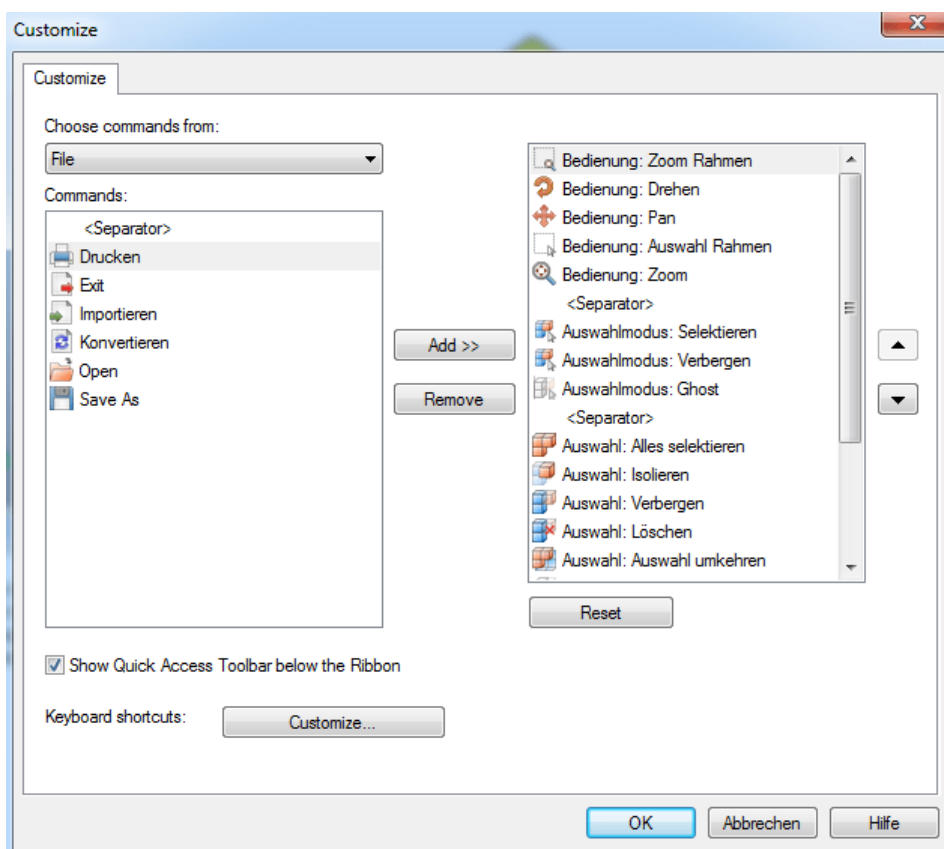 Customize
Customize
Choose commands from:
File
Commands:
<Separator>
Drucken
Exit
Importieren
Konvertieren
Open
Save As
Add >>
Remove
Bedienung: Zoom Rahmen
Bedienung: Drehen
Bedienung: Pan
Bedienung: Auswahl Rahmen
Bedienung: Zoom
<Separator>
Auswahlmodus: Selektieren
Auswahlmodus: Verbergen
Auswahlmodus: Ghost
<Separator>
Auswahl: Alles selektieren
Auswahl: Isolieren
Auswahl: Verbergen
Auswahl: Löschen
Auswahl: Auswahl umkehren
Reset
Show Quick Access Toolbar below the Ribbon
Keyboard shortcuts:
Customize...
OK
Abbrechen
Hilfe